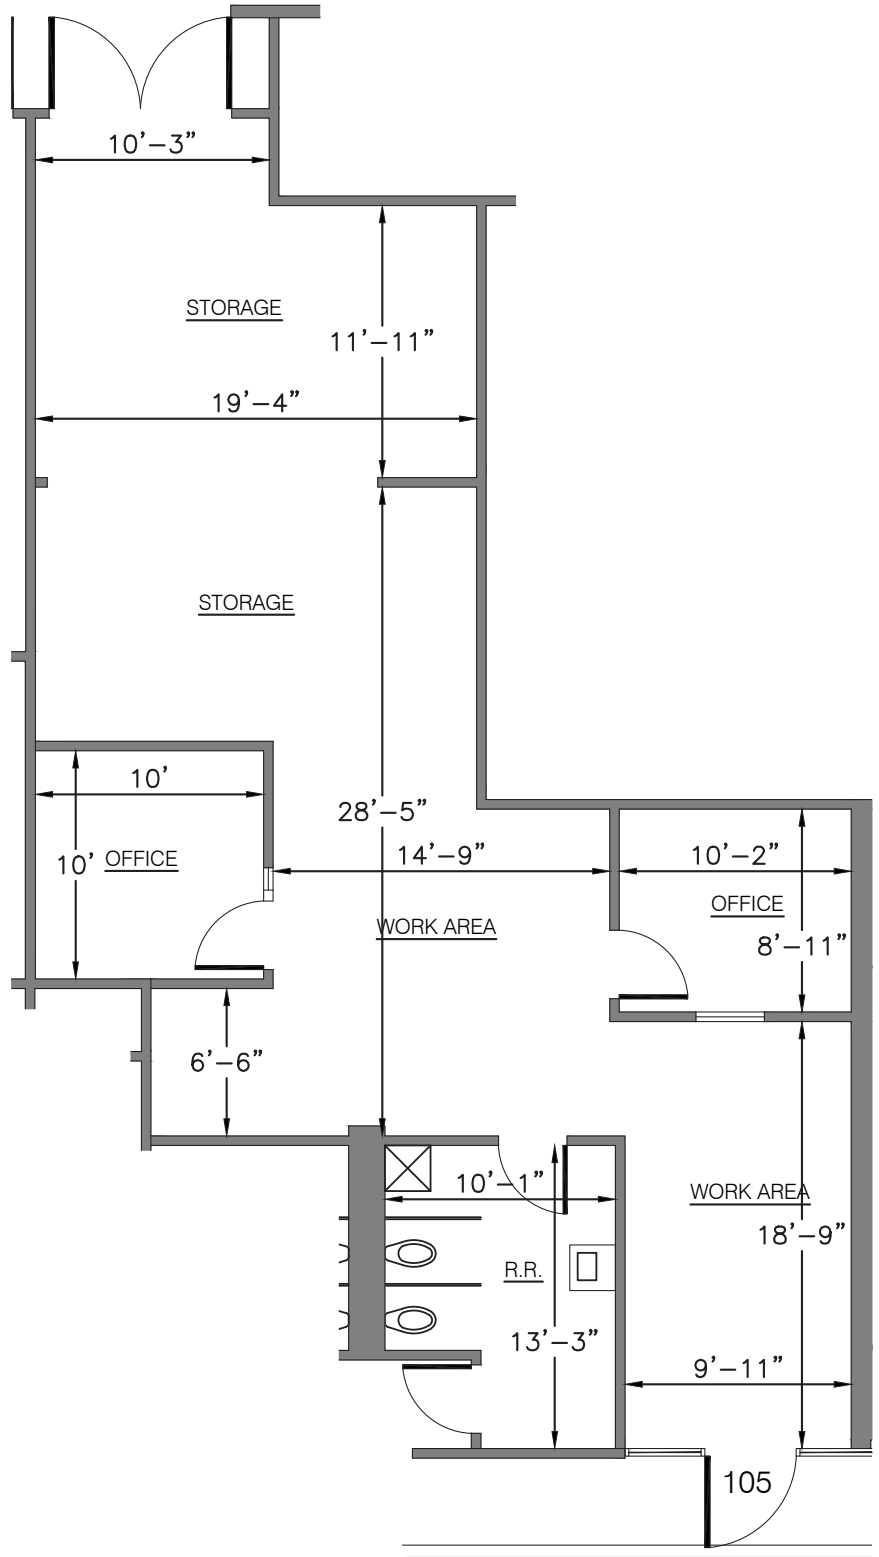 10'-3"
STORAGE
11'-11"
19'-4"
STORAGE
10'
28'-5"
14'-9"
10'-2"
10'
OFFICE
OFFICE
WORK AREA
8'-11"
6'-6"
10'-1"
WORK AREA
18'-9"
R.R.
13'-3"
9'-11"
105